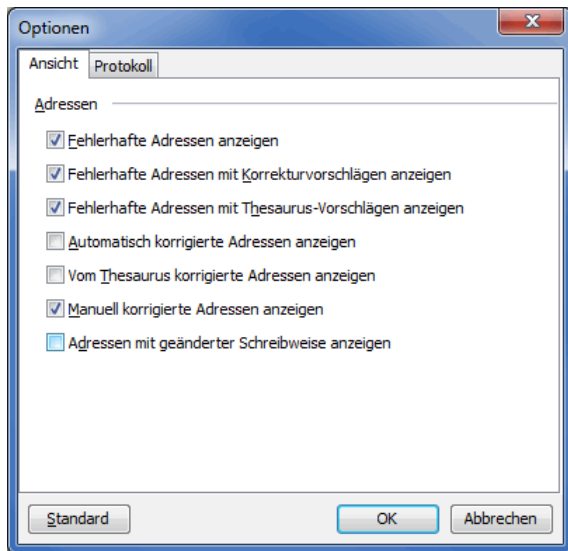 Optionen
Ansicht Protokoll
Adressen
Fehlerhafte Adressen anzeigen
Fehlerhafte Adressen mit Korrekturvorschlägen anzeigen
Fehlerhafte Adressen mit Thesaurus-Vorschlägen anzeigen
Automatisch korrigierte Adressen anzeigen
Vom Thesaurus korrigierte Adressen anzeigen
Manuell korrigierte Adressen anzeigen
Adressen mit geänderter Schreibweise anzeigen
Standard OK Abbrechen